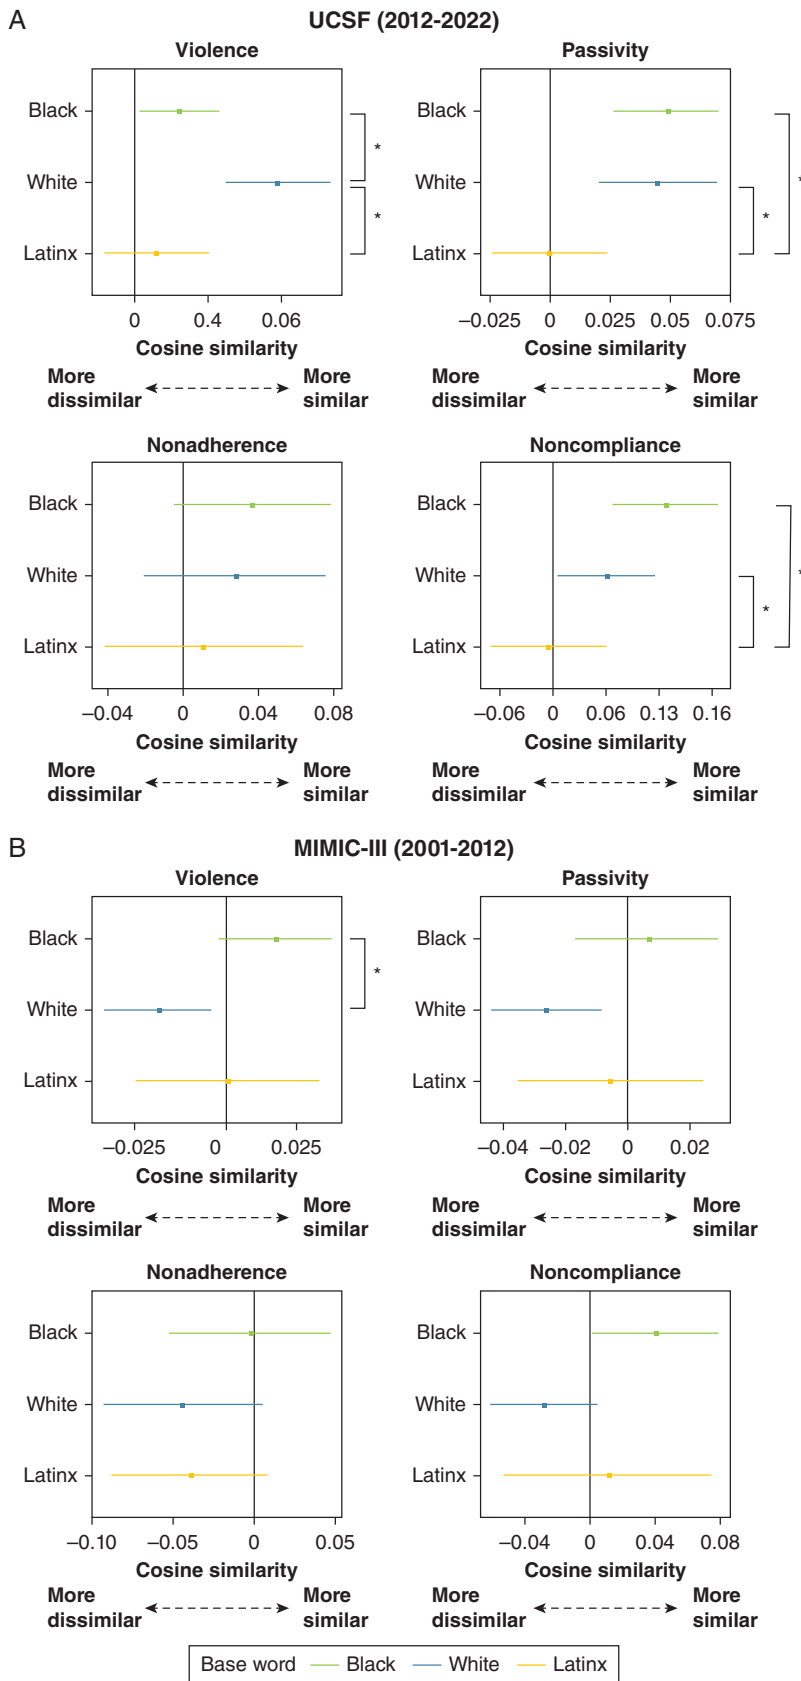 A
UCSF (2012-2022)
Violence
Passivity
Black
White
Latinx
*
*
*
*
0 0.4 0.06
−0.025 0 0.025 0.05 0.075
Cosine similarity
Cosine similarity
More dissimilar
More similar
More dissimilar
More similar
Nonadherence
Noncompliance
Black
White
Latinx
*
*
−0.04 0 0.04 0.08
−0.06 0 0.06 0.13 0.16
Cosine similarity
Cosine similarity
More dissimilar
More similar
More dissimilar
More similar
B
MIMIC-III (2001-2012)
Violence
Passivity
Black
White
Latinx
*
Black
White
Latinx
−0.025 0 0.025
−0.04 −0.02 0 0.02
Cosine similarity
Cosine similarity
More dissimilar
More similar
More dissimilar
More similar
Nonadherence
Noncompliance
Black
White
Latinx
Black
White
Latinx
−0.10 −0.05 0 0.05
−0.04 0 0.04 0.08
Cosine similarity
Cosine similarity
More dissimilar
More similar
More dissimilar
More similar
Base word Black White Latinx